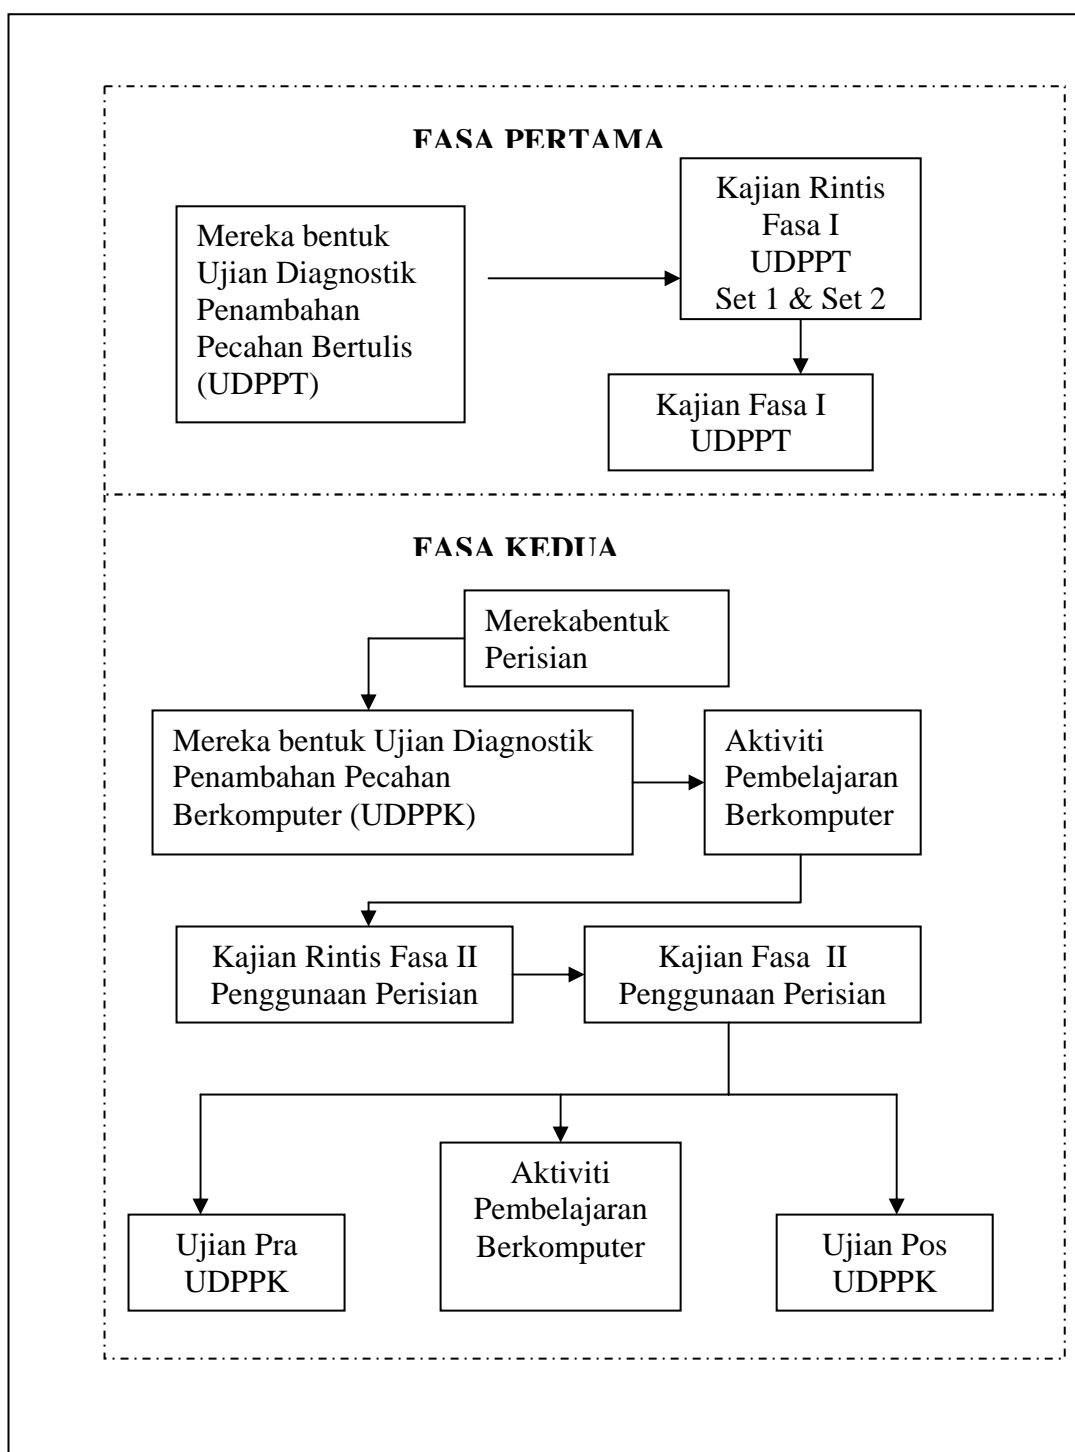 FASA PERTAMA
Mereka bentuk
Ujian Diagnostik
Penambahan
Pecahan Bertulis
(UDPPT)
Kajian Rintis
Fasa I
UDPPT
Set 1 & Set 2
Kajian Fasa I
UDPPT
FASA KEDUA
Merekabentuk
Perisian
Mereka bentuk Ujian Diagnostik
Penambahan Pecahan
Berkomputer (UDPPK)
Aktiviti
Pembelajaran
Berkomputer
Kajian Rintis Fasa II
Penggunaan Perisian
Kajian Fasa  II
Penggunaan Perisian
Ujian Pra
UDPPK
Aktiviti
Pembelajaran
Berkomputer
Ujian Pos
UDPPK